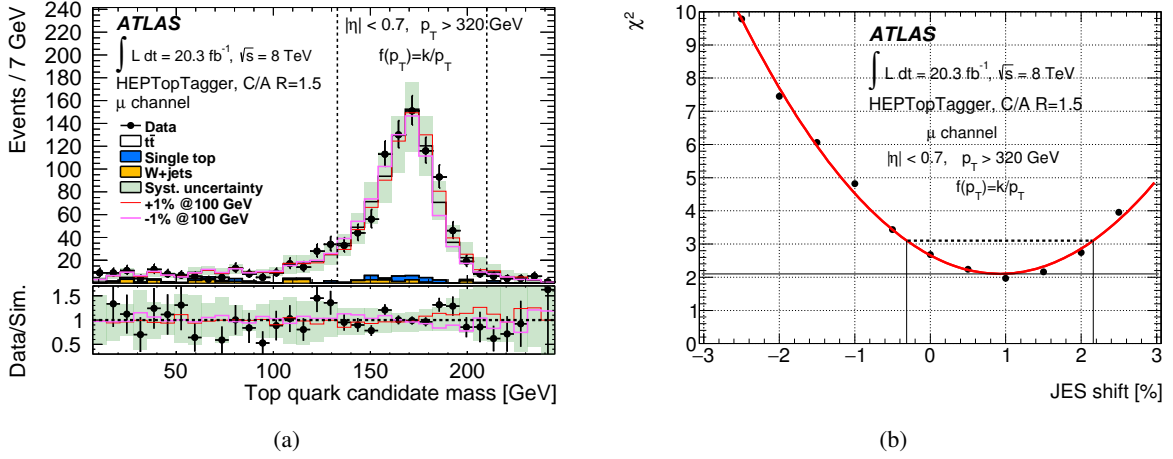 ATLAS
|η| < 0.7, p_T > 320 GeV
∫ L dt = 20.3 fb⁻¹, √s = 8 TeV
f(p_T)=k/p_T
HEPTopTagger, C/A R=1.5
μ channel
Data
tt̄
Single top
W+jets
Syst. uncertainty
+1% @100 GeV
-1% @100 GeV
Events / 7 GeV
240
220
200
180
160
140
120
100
80
60
40
20
Data/Sim.
1.5
1
0.5
50 100 150 200
Top quark candidate mass [GeV]
(a)
χ²
10
9
8
7
6
5
4
3
2
1
0
ATLAS
∫ L dt = 20.3 fb⁻¹, √s = 8 TeV
HEPTopTagger, C/A R=1.5
μ channel
|η| < 0.7, p_T > 320 GeV
f(p_T)=k/p_T
−3 −2 −1 0 1 2 3
JES shift [%]
(b)